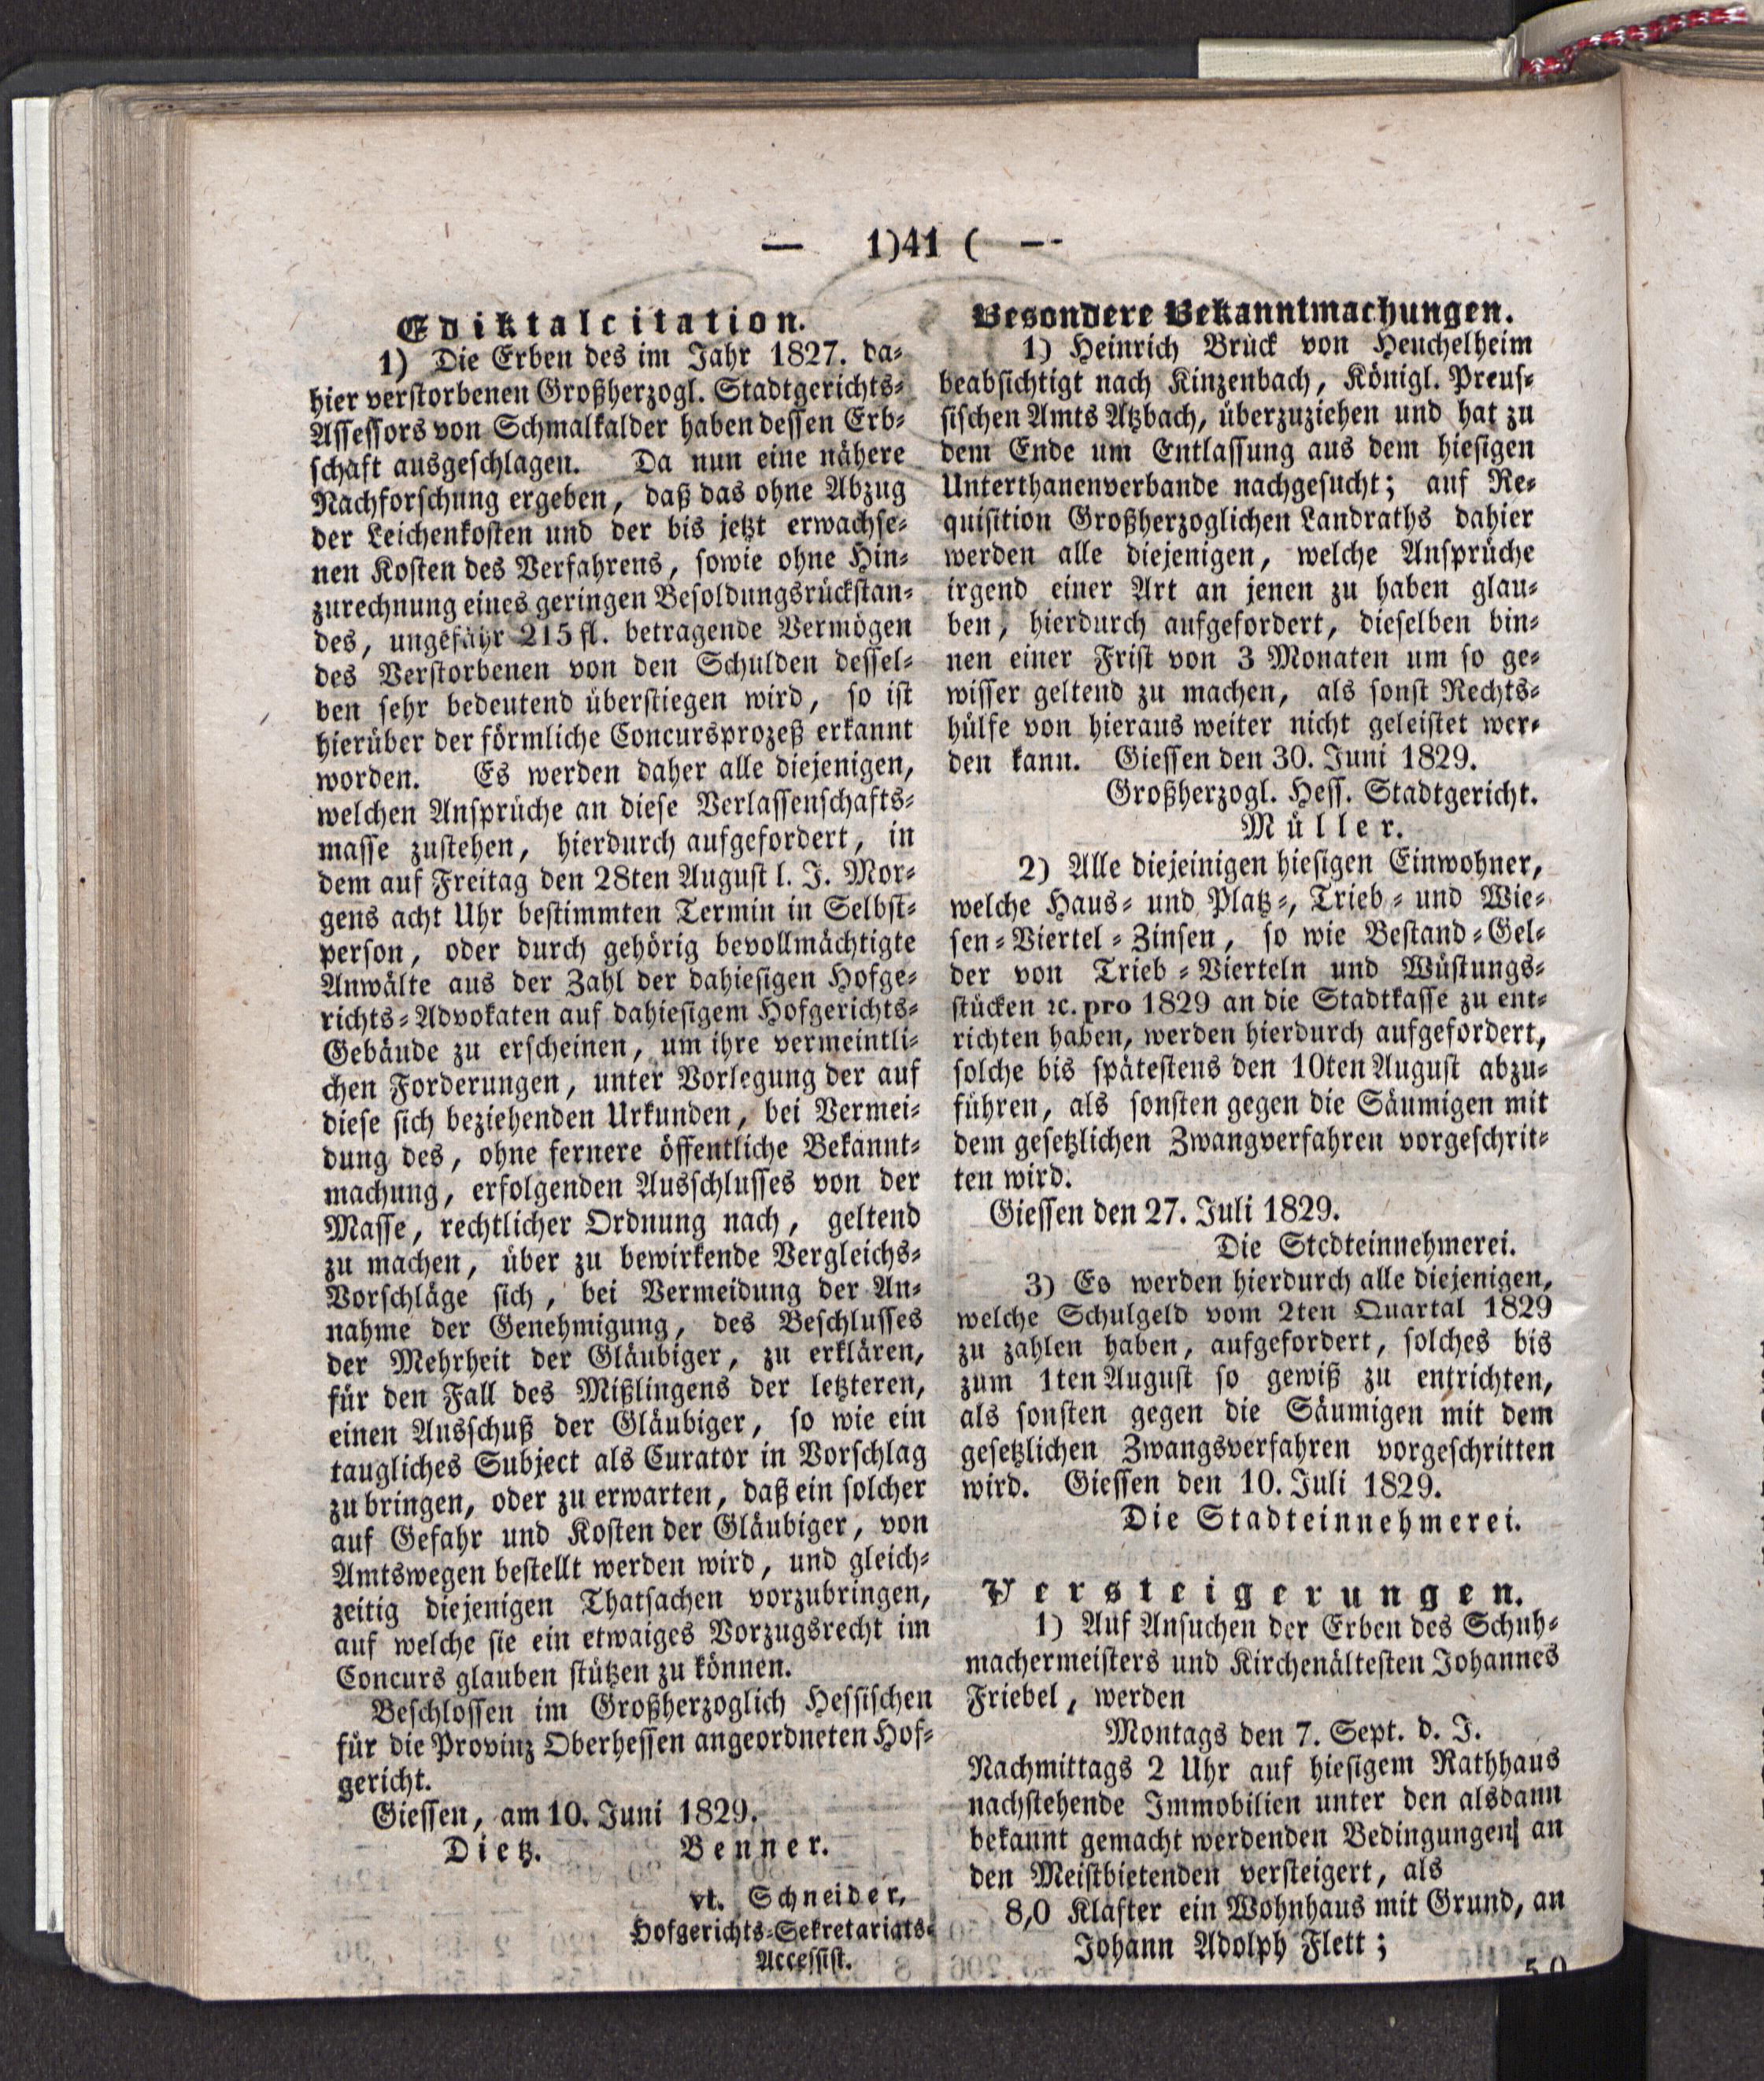 — 1)41 ( —-
Ediktalcitation.
1) Die Erben des im Jahr 1827. da-
hier verstorbenen Großherzogl. Stadtgerichts-
Assessors von Schmalkalder haben dessen Erb-
schaft ausgeschlagen. Da nun eine nähere
Nachforschung ergeben, daß das ohne Abzug
der Leichenkosten und der bis jetzt erwachse-
nen Kosten des Verfahrens, sowie ohne Hin-
zurechnung eines geringen Besoldungsrückstan-
des, ungefähr 215 fl. betragende Vermögen
des Verstorbenen von den Schulden dessel-
ben sehr bedeutend überstiegen wird, so ist
hierüber der förmliche Concursprozeß erkannt
worden. Es werden daher alle diejenigen,
welchen Ansprüche an diese Verlassenschafts-
masse zustehen, hierdurch aufgefordert, in
dem auf Freitag den 28ten August l. J. Mor-
gens acht Uhr bestimmten Termin in Selbst-
person, oder durch gehörig bevollmächtigte
Anwälte aus der Zahl der dahiesigen Hofge-
richts-Advokaten auf dahiesigem Hofgerichts-
Gebäude zu erscheinen, um ihre vermeintli-
chen Forderungen, unter Vorlegung der auf
diese sich beziehenden Urkunden, bei Vermei-
dung des, ohne fernere öffentliche Bekannt-
machung, erfolgenden Ausschlusses von der
Masse, rechtlicher Ordnung nach, geltend
zu machen, über zu bewirkende Vergleichs-
Vorschläge sich, bei Vermeidung der An-
nahme der Genehmigung, des Beschlusses
der Mehrheit der Gläubiger, zu erklären,
für den Fall des Mißlingens der letzteren,
einen Ausschuß der Gläubiger, so wie ein
taugliches Subject als Curator in Vorschlag
zu bringen, oder zu erwarten, daß ein solcher
auf Gefahr und Kosten der Gläubiger, von
Amtswegen bestellt werden wird, und gleich-
zeitig diejenigen Thatsachen vorzubringen,
auf welche sie ein etwaiges Vorzugsrecht im
Concurs glauben stützen zu können.
Beschlossen im Großherzoglich Hessischen
für die Provinz Oberhessen angeordneten Hof-
gericht.
Giessen, am 10. Juni 1829.
Dietz. Benner.
vt. Schneider,
Hofgerichts-Sekretariats-
Accessist.
Besondere Bekanntmachungen.
1) Heinrich Brück von Heuchelheim
beabsichtigt nach Kinzenbach, Königl. Preus-
sischen Amts Atzbach, überzuziehen und hat zu
dem Ende um Entlassung aus dem hiesigen
Unterthanenverbande nachgesucht; auf Re-
quisition Großherzoglichen Landraths dahier
werden alle diejenigen, welche Ansprüche
irgend einer Art an jenen zu haben glau-
ben, hierdurch aufgefordert, dieselben bin-
nen einer Frist von 3 Monaten um so ge-
wisser geltend zu machen, als sonst Rechts-
hülfe von hieraus weiter nicht geleistet wer-
den kann. Giessen den 30. Juni 1829.
Großherzogl. Hess. Stadtgericht.
Müller.
2) Alle diejeinigen hiesigen Einwohner,
welche Haus- und Platz-, Trieb- und Wie-
sen-Viertel-Zinsen, so wie Bestand-Gel-
der von Trieb-Vierteln und Wüstungs-
stücken ꝛc. pro 1829 an die Stadtkasse zu ent-
richten haben, werden hierdurch aufgefordert,
solche bis spätestens den 10ten August abzu-
führen, als sonsten gegen die Säumigen mit
dem gesetzlichen Zwangverfahren vorgeschrit-
ten wird.
Giessen den 27. Juli 1829.
Die Stcdteinnehmerei.
3) Es werden hierdurch alle diejenigen,
welche Schulgeld vom 2ten Quartal 1829
zu zahlen haben, aufgefordert, solches bis
zum 1ten August so gewiß zu entrichten,
als sonsten gegen die Säumigen mit dem
gesetzlichen Zwangsverfahren vorgeschritten
wird. Giessen den 10. Juli 1829.
Die Stadteinnehmerei.
Versteigerungen.
1) Auf Ansuchen der Erben des Schuh-
machermeisters und Kirchenältesten Johannes
Friebel, werden
Montags den 7. Sept. d. J.
Nachmittags 2 Uhr auf hiesigem Rathhaus
nachstehende Immobilien unter den alsdann
bekannt gemacht werdenden Bedingungen an
den Meistbietenden versteigert, als
8,0 Klafter ein Wohnhaus mit Grund, an
Johann Adolph Flett;